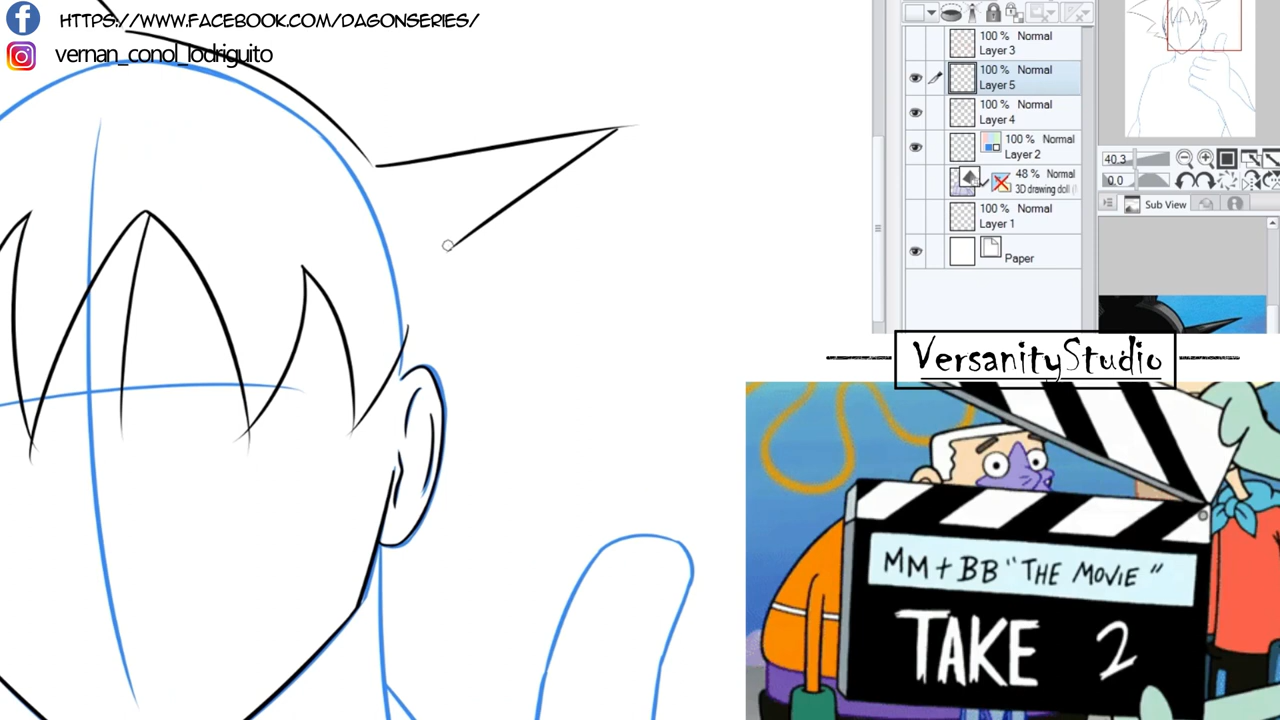 HTTPS://WWW.FACEBOOK.COM/DAGONSERIES/
vernan_conol_lodriguito
100 % Normal
Layer 3
100 % Normal
Layer 5
100 % Normal
Layer 4
100 % Normal
Layer 2
48 % Normal
3D drawing doll
100 % Normal
Layer 1
Paper
40.3
0.0
Sub View
VersanityStudio
MM + BB "THE MOVIE"
TAKE 2